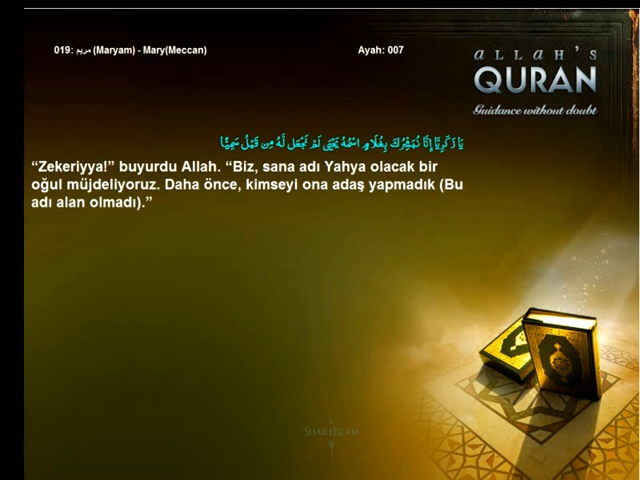 019: مريم (Maryam) - Mary(Meccan)
Ayah: 007
ALLAH'S
QURAN
Guidance without doubt
يَا زَكَرِيَّا إِنَّا نُبَشِّرُكَ بِغُلَامٍ اسْمُهُ يَحْيَى لَمْ نَجْعَل لَّهُ مِن قَبْلُ سَمِيًّا
“Zekeriyya!” buyurdu Allah. “Biz, sana adı Yahya olacak bir
oğul müjdeliyoruz. Daha önce, kimseyi ona adaş yapmadık (Bu
adı alan olmadı).”
SHAREISLAM